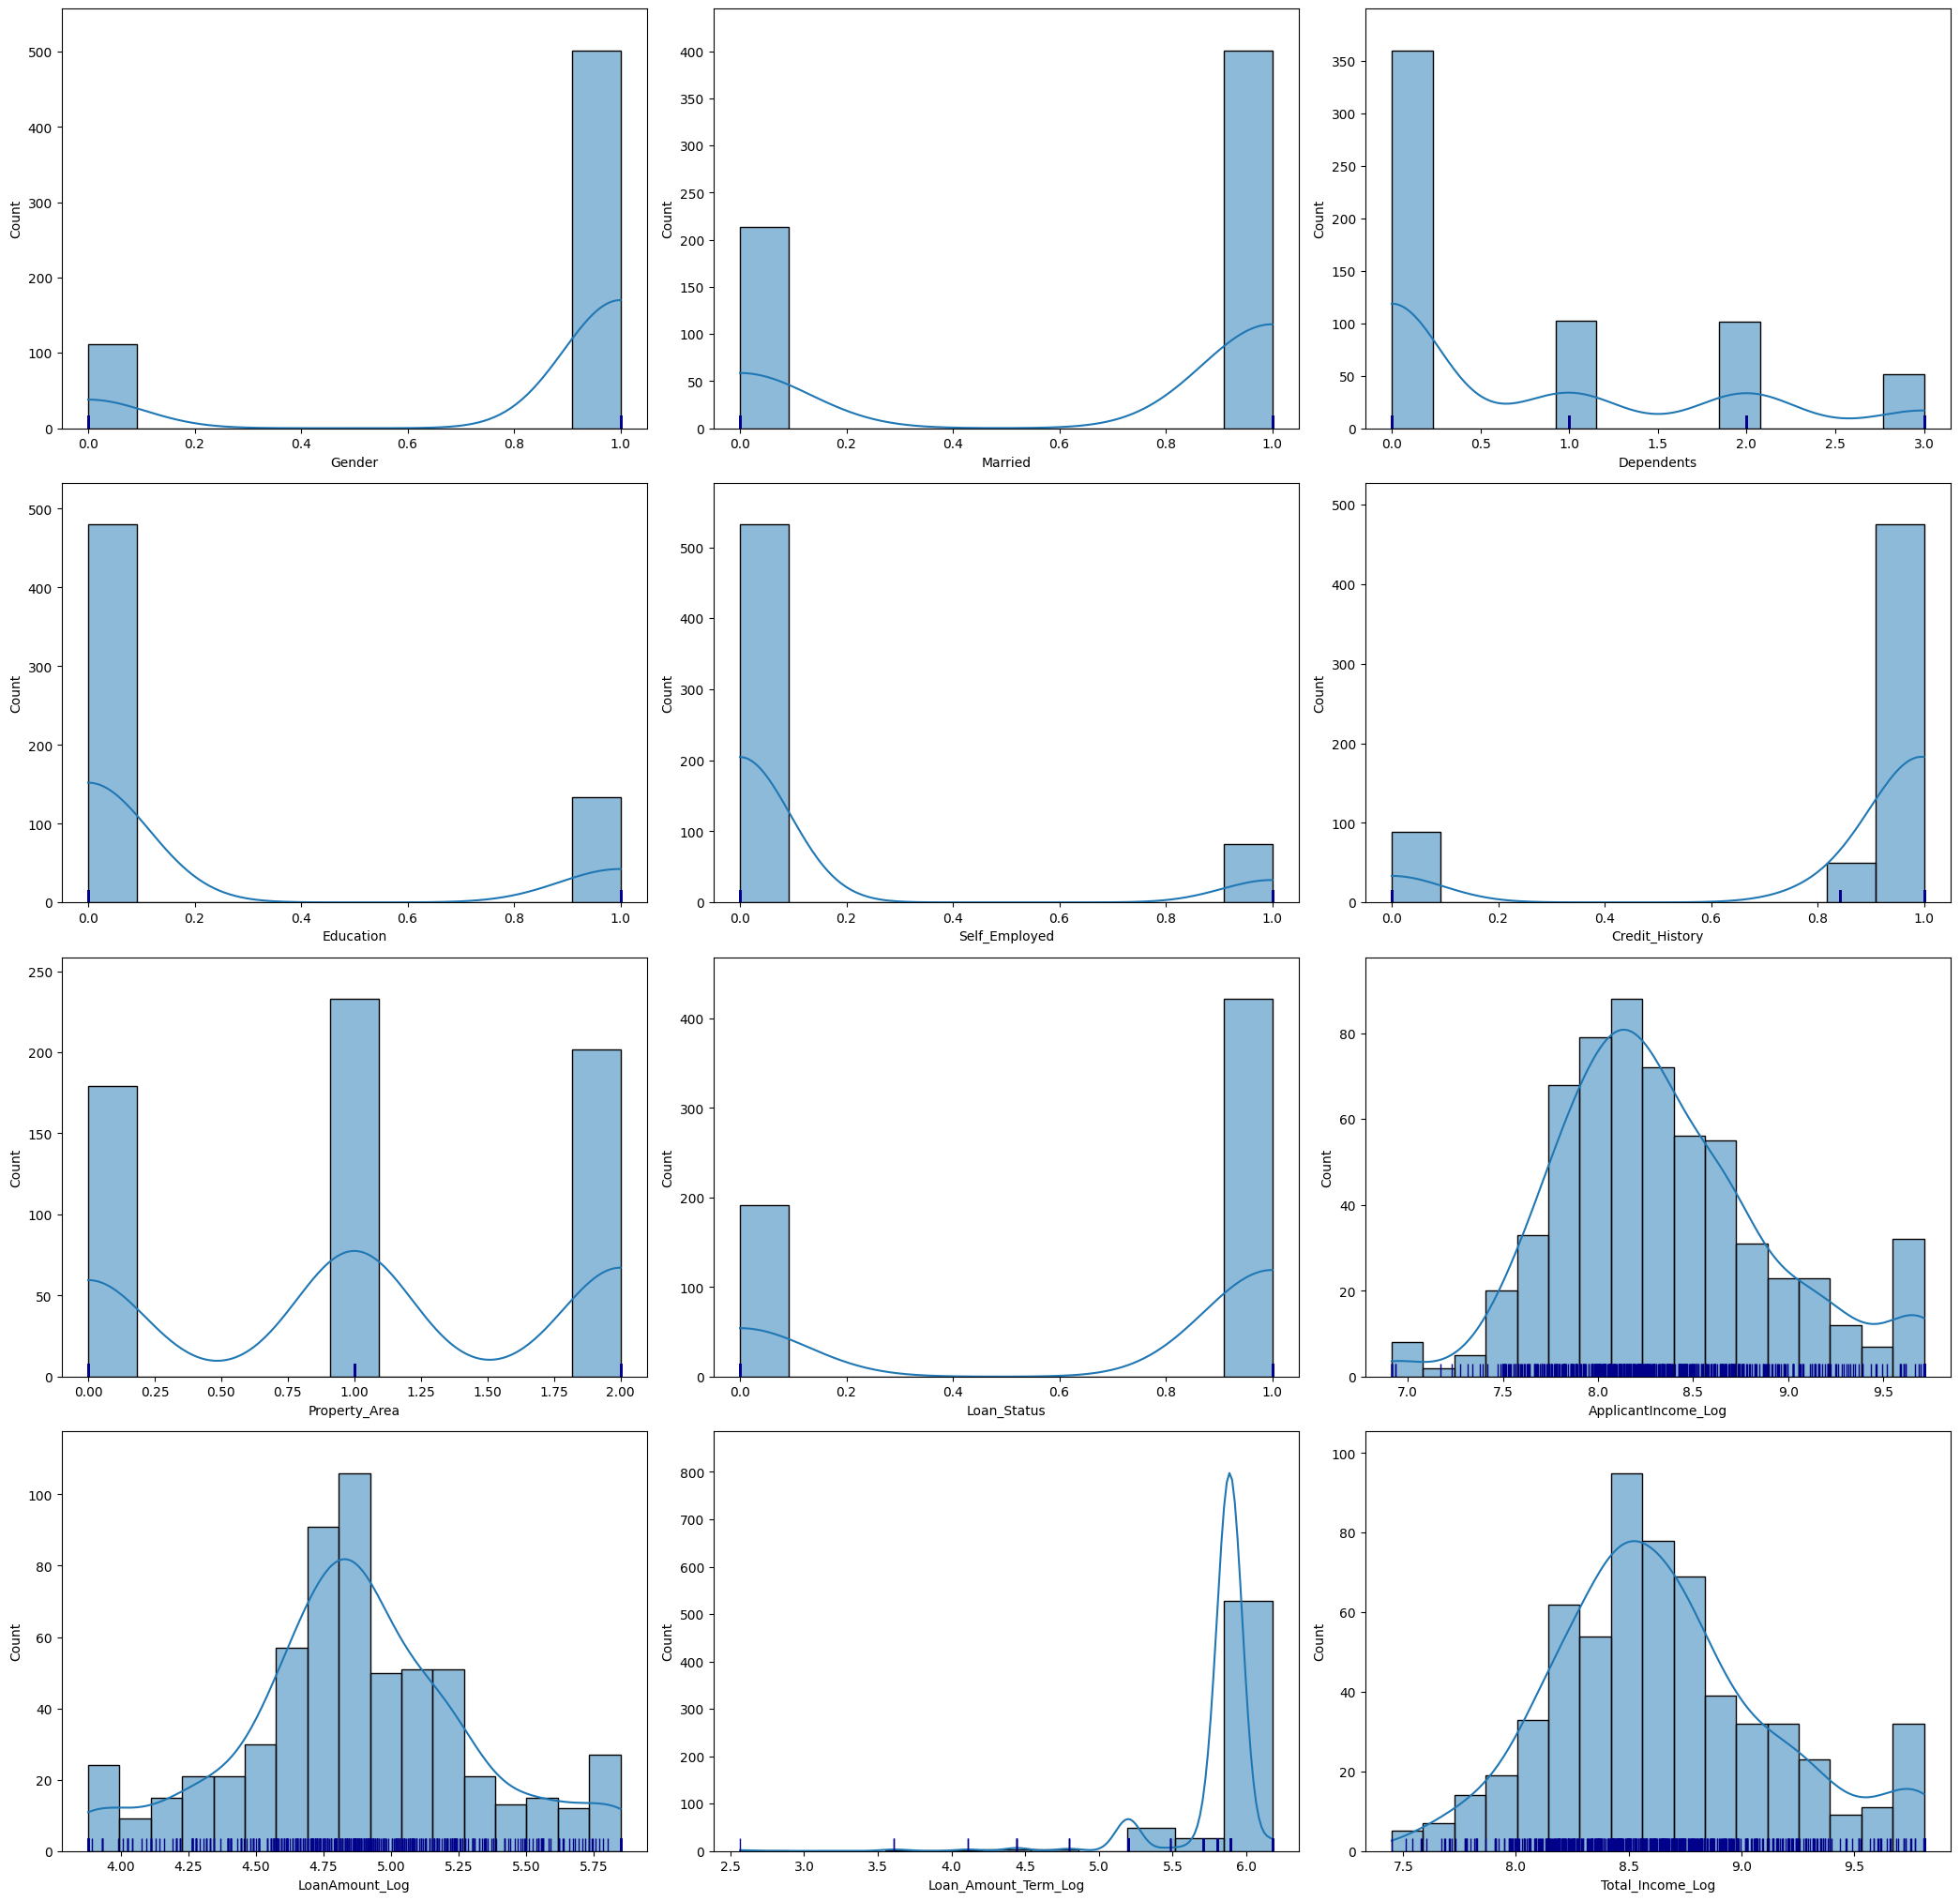 500
400
300
200
100
0
Count
0.0 0.2 0.4 0.6 0.8 1.0
Gender
400
350
300
250
200
150
100
50
0
Count
0.0 0.2 0.4 0.6 0.8 1.0
Married
350
300
250
200
150
100
50
0
Count
0.0 0.5 1.0 1.5 2.0 2.5 3.0
Dependents
500
400
300
200
100
0
Count
0.0 0.2 0.4 0.6 0.8 1.0
Education
500
400
300
200
100
0
Count
0.0 0.2 0.4 0.6 0.8 1.0
Self_Employed
500
400
300
200
100
0
Count
0.0 0.2 0.4 0.6 0.8 1.0
Credit_History
250
200
150
100
50
0
Count
0.00 0.25 0.50 0.75 1.00 1.25 1.50 1.75 2.00
Property_Area
400
300
200
100
0
Count
0.0 0.2 0.4 0.6 0.8 1.0
Loan_Status
80
60
40
20
0
Count
7.0 7.5 8.0 8.5 9.0 9.5
ApplicantIncome_Log
100
80
60
40
20
0
Count
4.00 4.25 4.50 4.75 5.00 5.25 5.50 5.75
LoanAmount_Log
800
700
600
500
400
300
200
100
0
Count
2.5 3.0 3.5 4.0 4.5 5.0 5.5 6.0
Loan_Amount_Term_Log
100
80
60
40
20
0
Count
7.5 8.0 8.5 9.0 9.5
Total_Income_Log